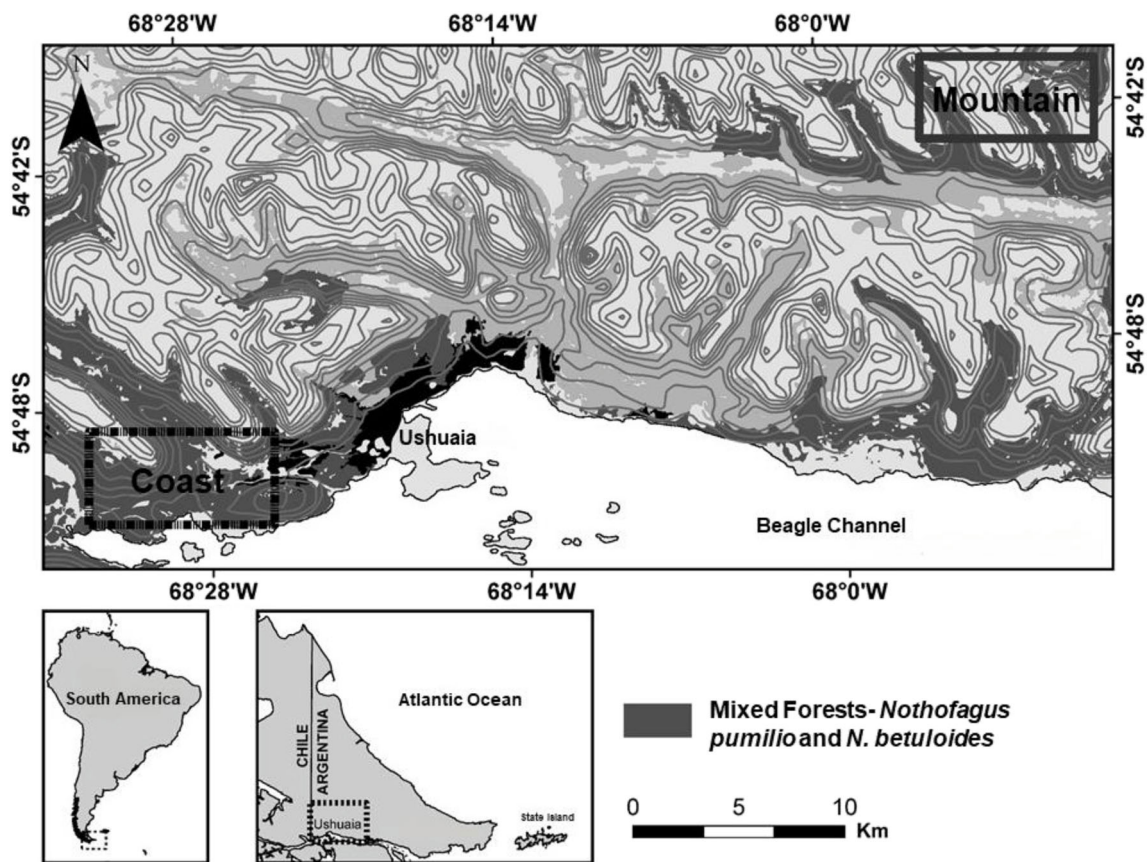 68°28'W 68°14'W 68°0'W
N
Mountain
54°42'S
54°42'S
54°48'S
54°48'S
Ushuaia
Coast
Beagle Channel
68°28'W 68°14'W 68°0'W
South America
Atlantic Ocean
CHILE
ARGENTINA
Ushuaia
State Island
Mixed Forests- Nothofagus
pumilio and N. betuloides
0 5 10
Km